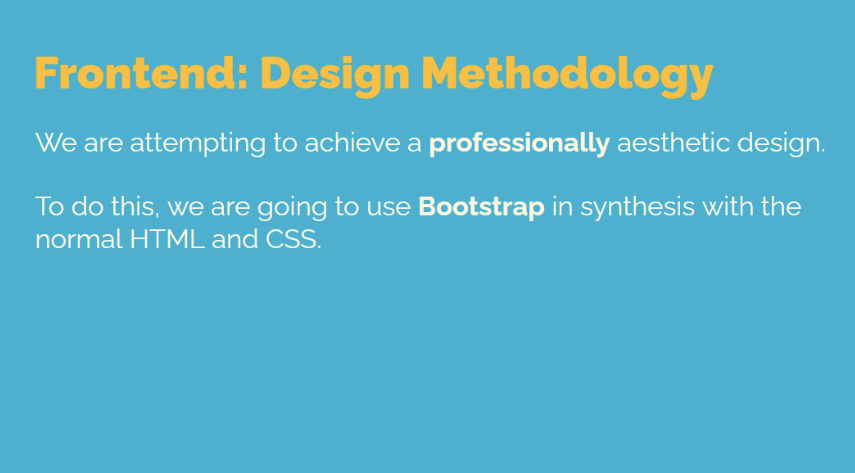 Frontend: Design Methodology
We are attempting to achieve a professionally aesthetic design.
To do this, we are going to use Bootstrap in synthesis with the
normal HTML and CSS.